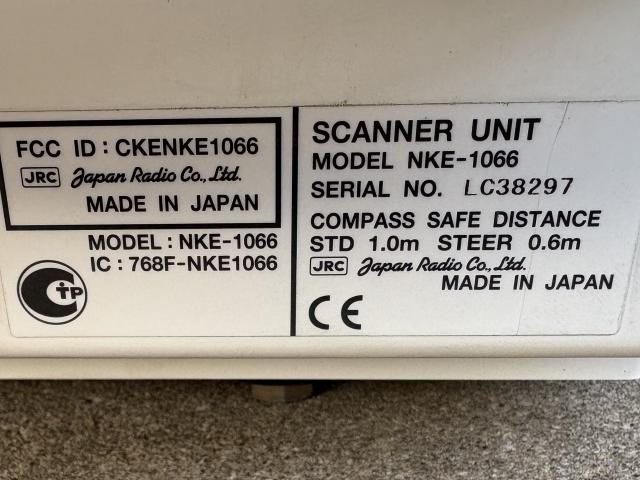 FCC ID : CKENKE1066
JRC Japan Radio Co., Ltd.
MADE IN JAPAN
MODEL : NKE-1066
IC : 768F-NKE1066
CTP
SCANNER UNIT
MODEL NKE-1066
SERIAL NO. LC38297
COMPASS SAFE DISTANCE
STD 1.0m STEER 0.6m
JRC Japan Radio Co., Ltd.
MADE IN JAPAN
CE